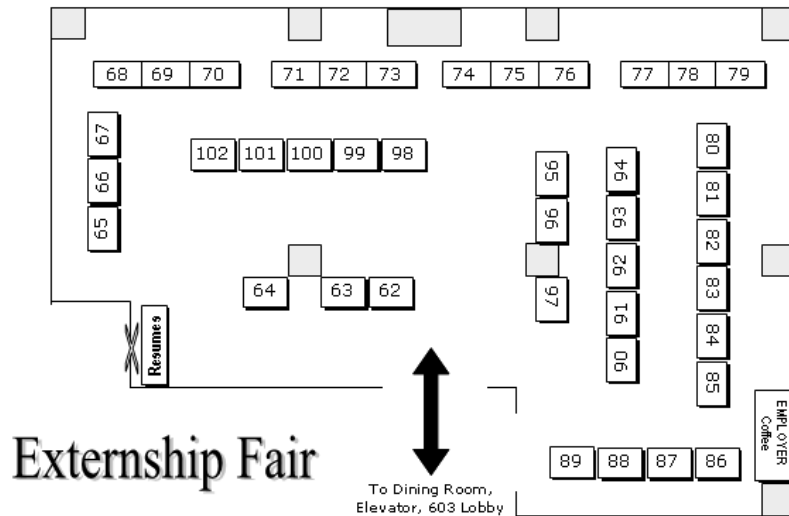 68 69 70 71 72 73 74 75 76 77 78 79
67
66
65
102 101 100 99 98
95
96
97
94
93
92
91
90
80
81
82
83
84
85
64 63 62
Resumes
EMPLOYER
Coffee
89 88 87 86
Externship Fair
To Dining Room,
Elevator, 603 Lobby